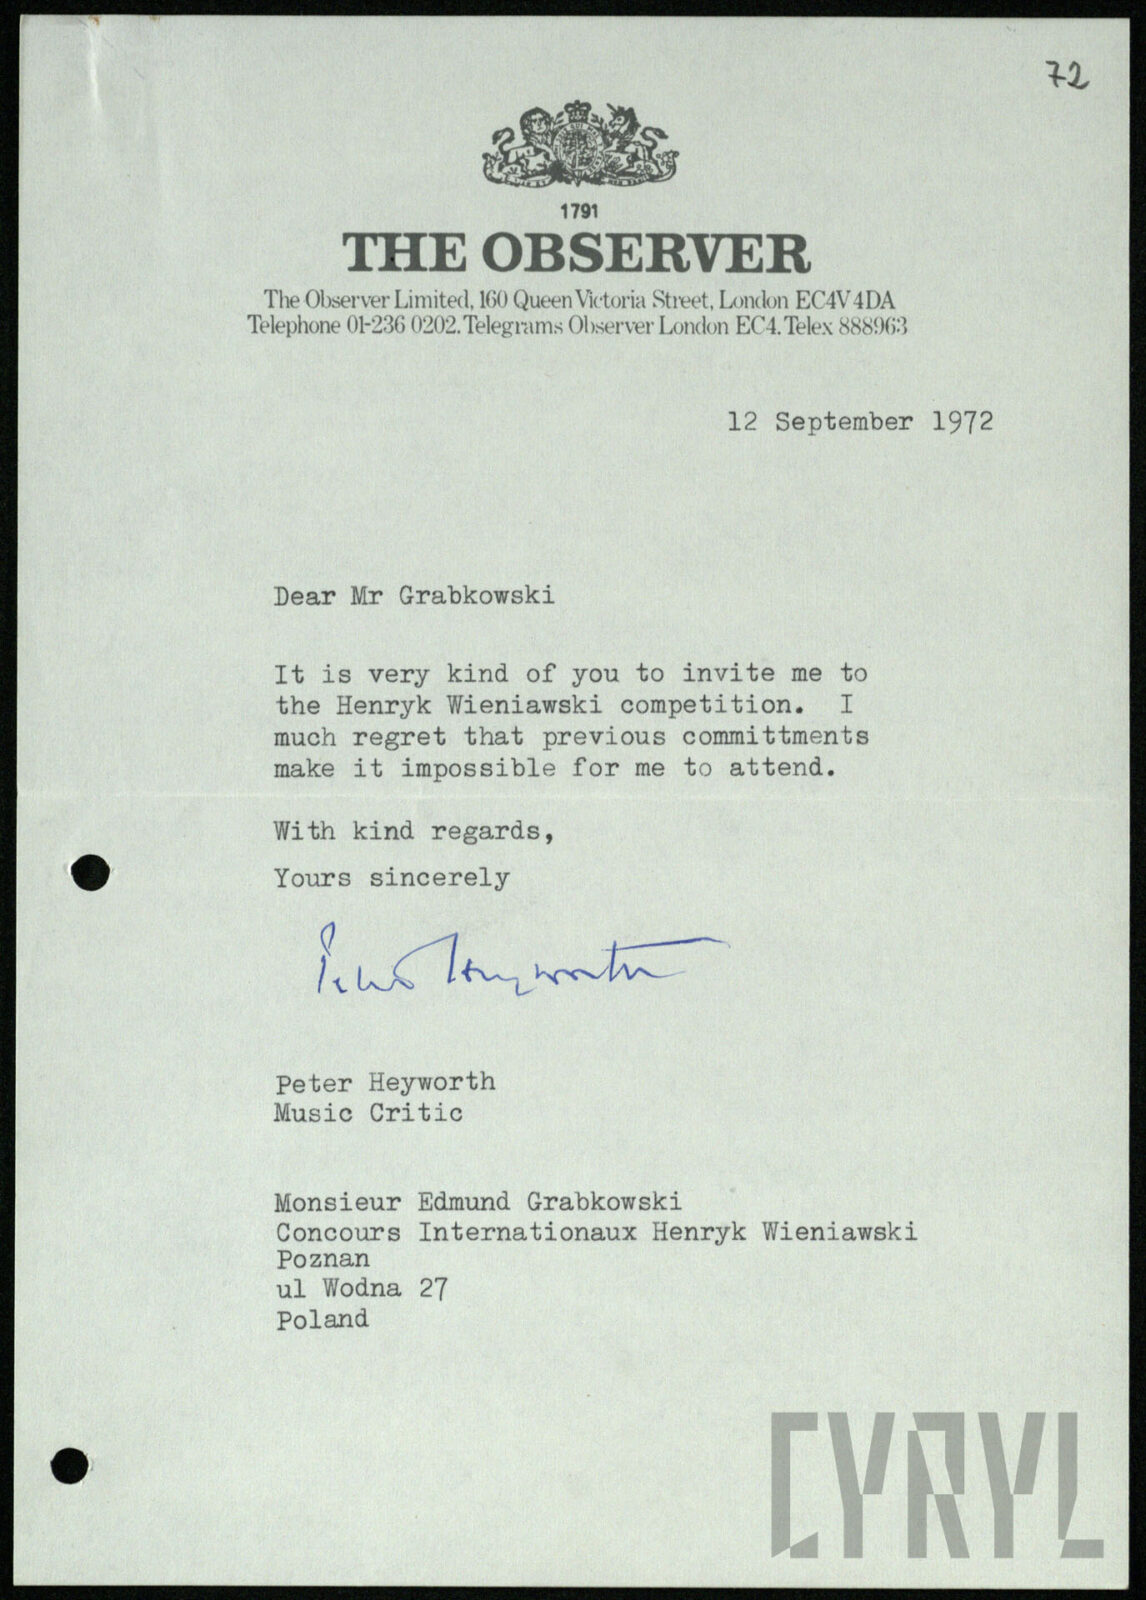 72
1791
THE OBSERVER
The Observer Limited, 160 Queen Victoria Street, London EC4V 4DA
Telephone 01-236 0202. Telegrams Observer London EC4. Telex 888963
12 September 1972
Dear Mr Grabkowski
It is very kind of you to invite me to
the Henryk Wieniawski competition. I
much regret that previous committments
make it impossible for me to attend.
With kind regards,
Yours sincerely
Peter Heyworth
Peter Heyworth
Music Critic
Monsieur Edmund Grabkowski
Concours Internationaux Henryk Wieniawski
Poznan
ul Wodna 27
Poland
CYRYL